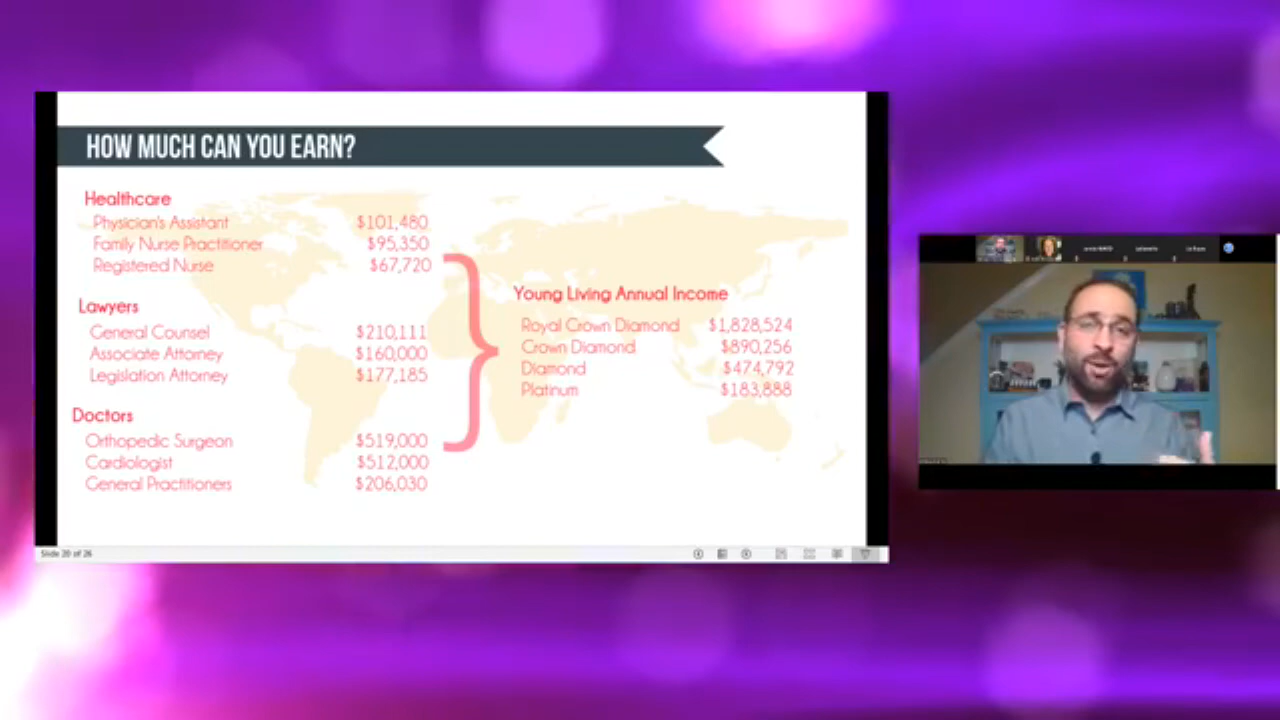 HOW MUCH CAN YOU EARN?
Healthcare
Physician's Assistant $101,480
Family Nurse Practitioner $95,350
Registered Nurse $67,720
Lawyers
General Counsel $210,111
Associate Attorney $160,000
Legislation Attorney $177,185
Doctors
Orthopedic Surgeon $519,000
Cardiologist $512,000
General Practitioners $206,030
Young Living Annual Income
Royal Crown Diamond $1,828,524
Crown Diamond $890,256
Diamond $474,792
Platinum $183,888
Slide 20 of 26